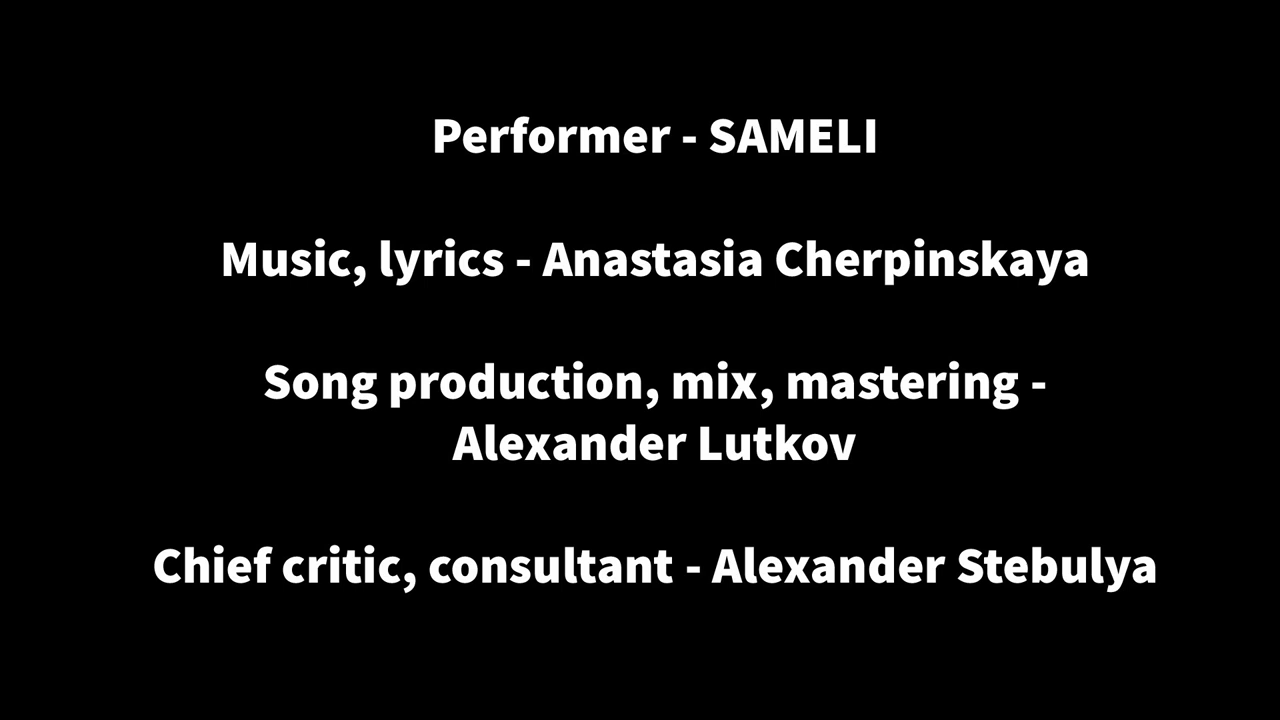 Performer - SAMELI
Music, lyrics - Anastasia Cherpinskaya
Song production, mix, mastering -
Alexander Lutkov
Chief critic, consultant - Alexander Stebulya